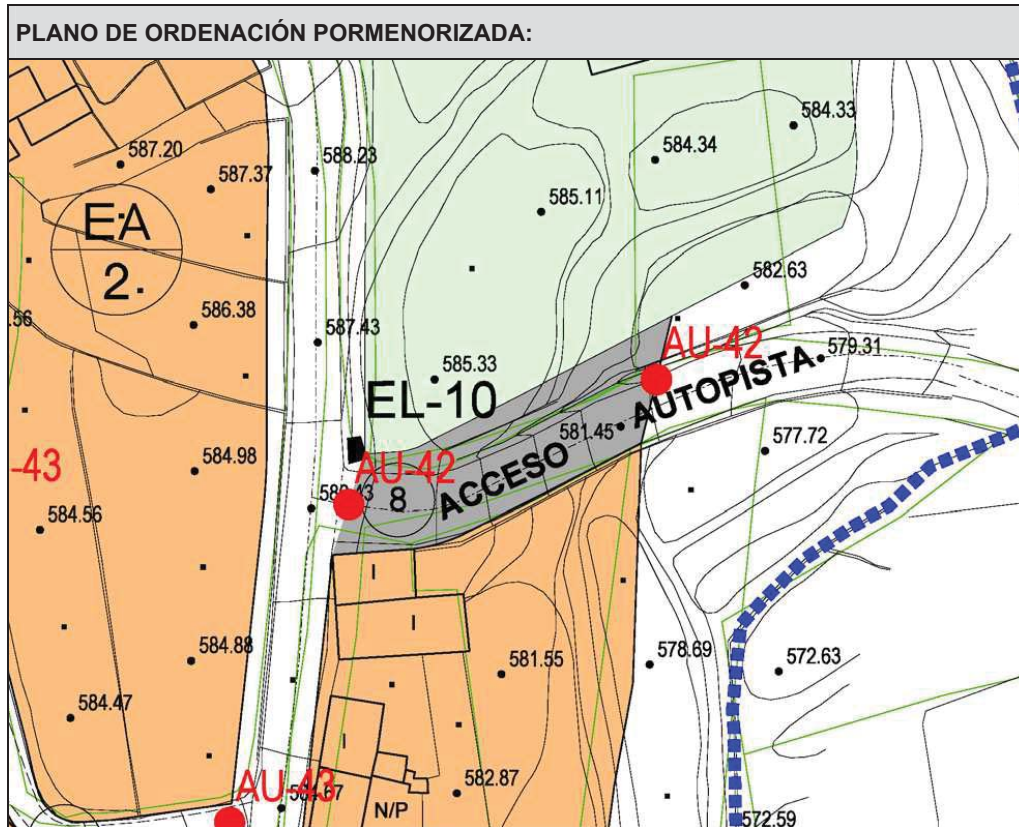 PLANO DE ORDENACIÓN PORMENORIZADA:
584.33
587.20
588.23
584.34
587.37
585.11
EA
2
582.63
586.38
587.43
.56
AU-42
579.31
585.33
AUTOPISTA
EL-10
581.45
577.72
-43
584.98
AU-42
ACCESO
8
584.56
I
I
584.88
581.55
578.69
572.63
584.47
I
AU-43
582.87
N/P
572.59